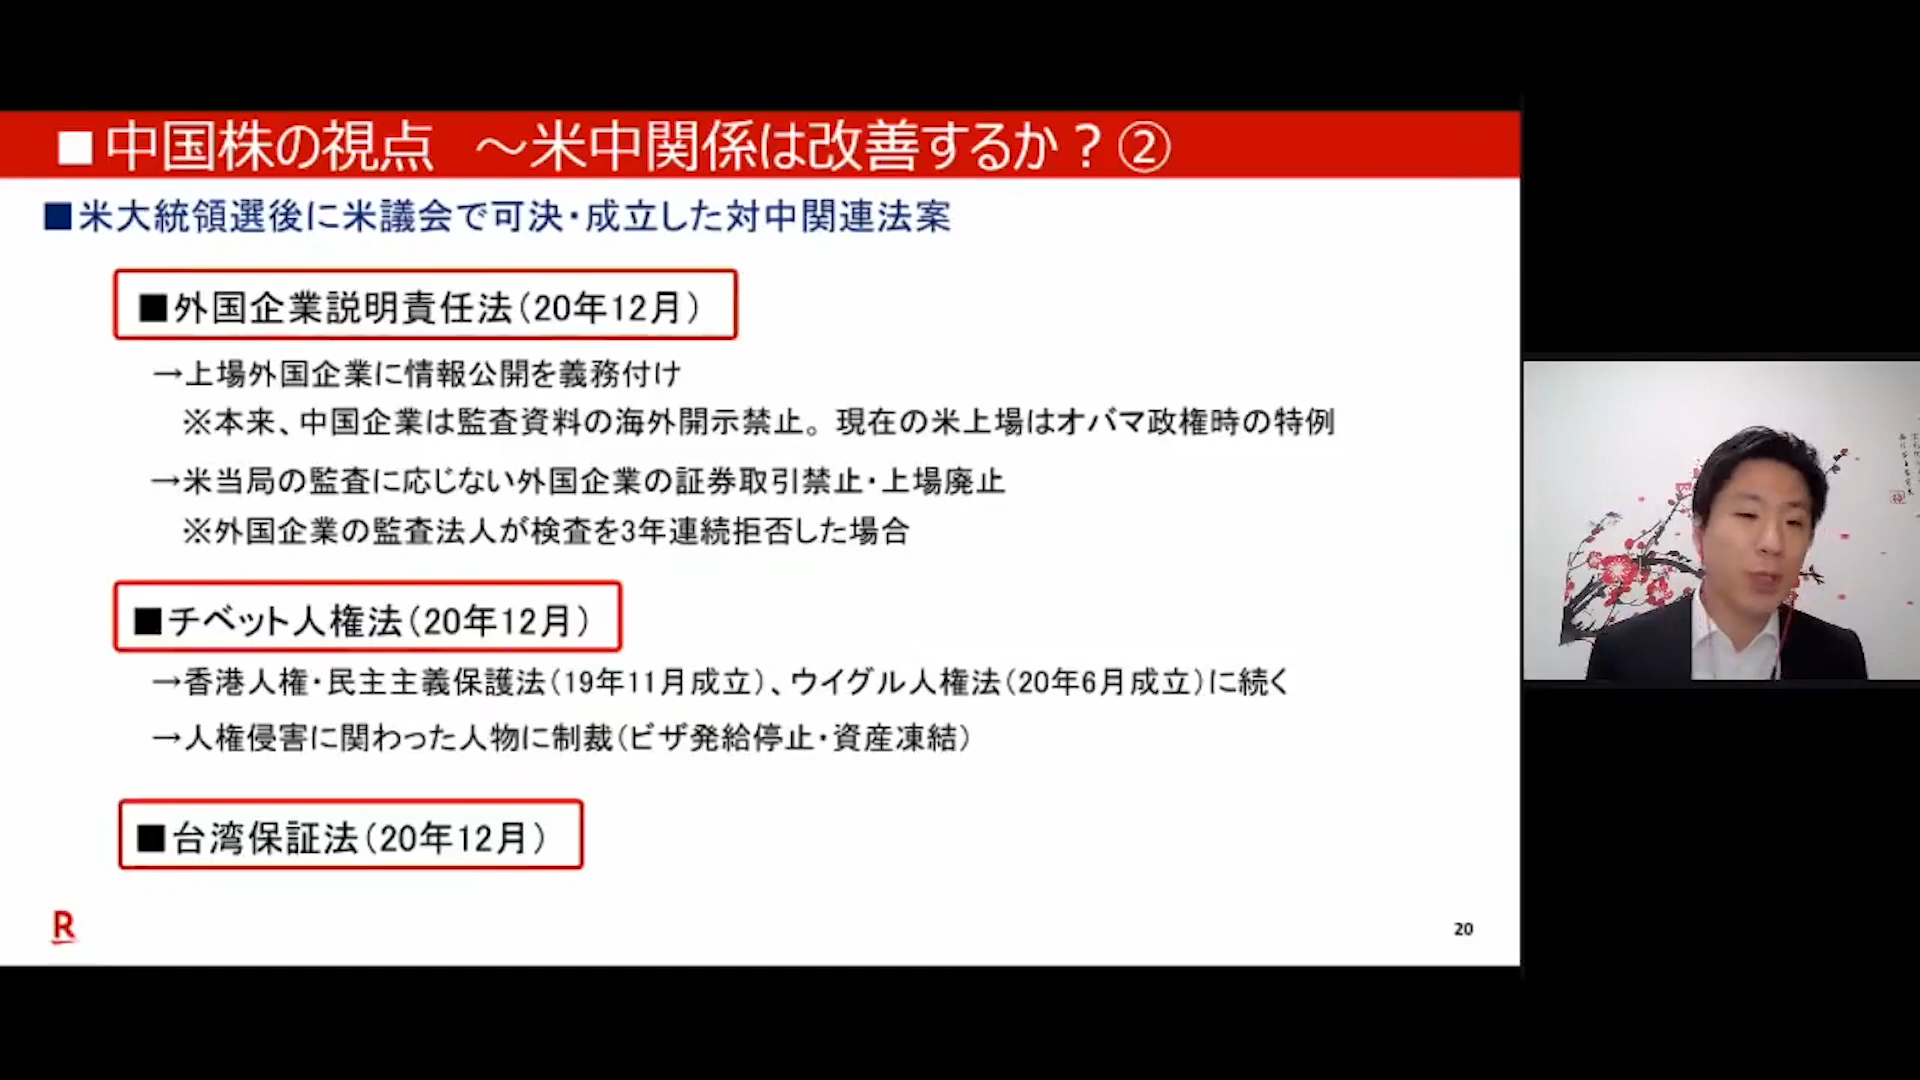 ■中国株の視点　～米中関係は改善するか？②
■米大統領選後に米議会で可決・成立した対中関連法案
■外国企業説明責任法（20年12月）
→上場外国企業に情報公開を義務付け
※本来、中国企業は監査資料の海外開示禁止。現在の米上場はオバマ政権時の特例
→米当局の監査に応じない外国企業の証券取引禁止・上場廃止
※外国企業の監査法人が検査を3年連続拒否した場合
■チベット人権法（20年12月）
→香港人権・民主主義保護法（19年11月成立）、ウイグル人権法（20年6月成立）に続く
→人権侵害に関わった人物に制裁（ビザ発給停止・資産凍結）
■台湾保証法（20年12月）
R
20